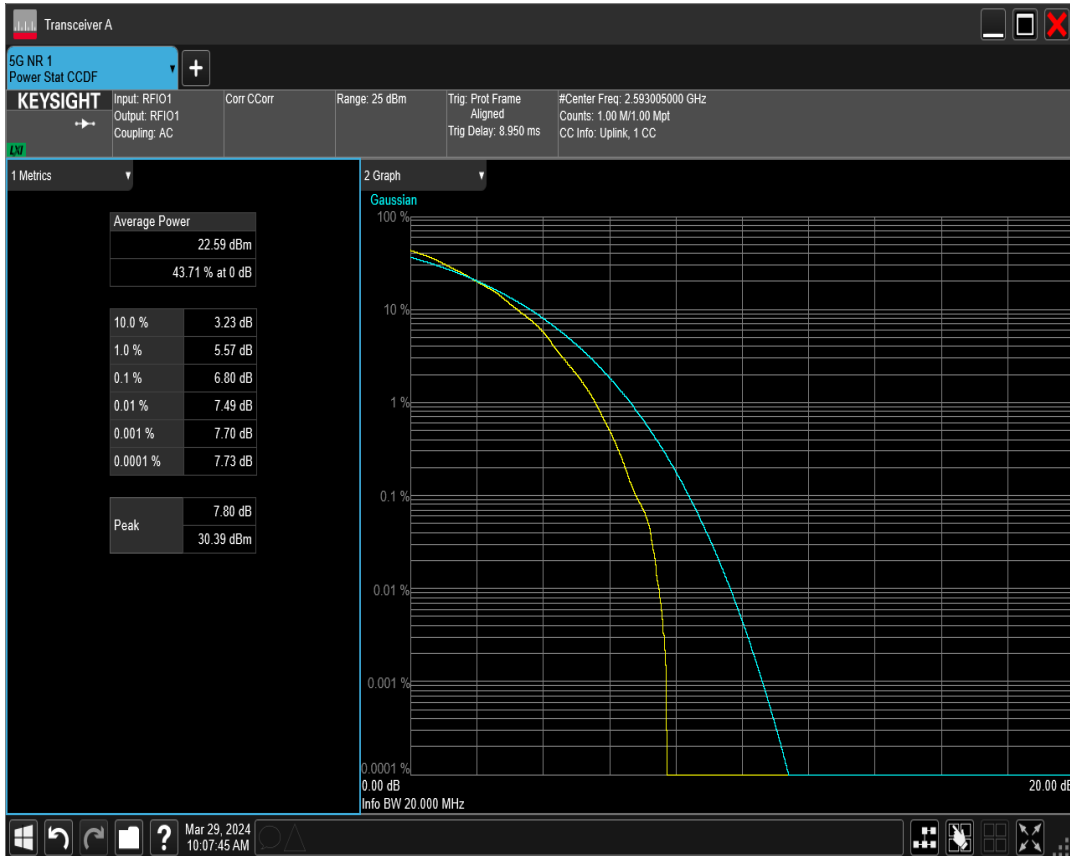 Transceiver A
5G NR 1
Power Stat CCDF
KEYSIGHT
LXI
Input: RFIO1
Output: RFIO1
Coupling: AC
Corr CCorr
Range: 25 dBm
Trig: Prot Frame
Aligned
Trig Delay: 8.950 ms
#Center Freq: 2.593005000 GHz
Counts: 1.00 M/1.00 Mpt
CC Info: Uplink, 1 CC
1 Metrics
Average Power
22.59 dBm
43.71 % at 0 dB
10.0 % 3.23 dB
1.0 % 5.57 dB
0.1 % 6.80 dB
0.01 % 7.49 dB
0.001 % 7.70 dB
0.0001 % 7.73 dB
Peak
7.80 dB
30.39 dBm
2 Graph
Gaussian
100 %
10 %
1 %
0.1 %
0.01 %
0.001 %
0.0001 %
0.00 dB 20.00 dB
Info BW 20.000 MHz
?
Mar 29, 2024
10:07:45 AM